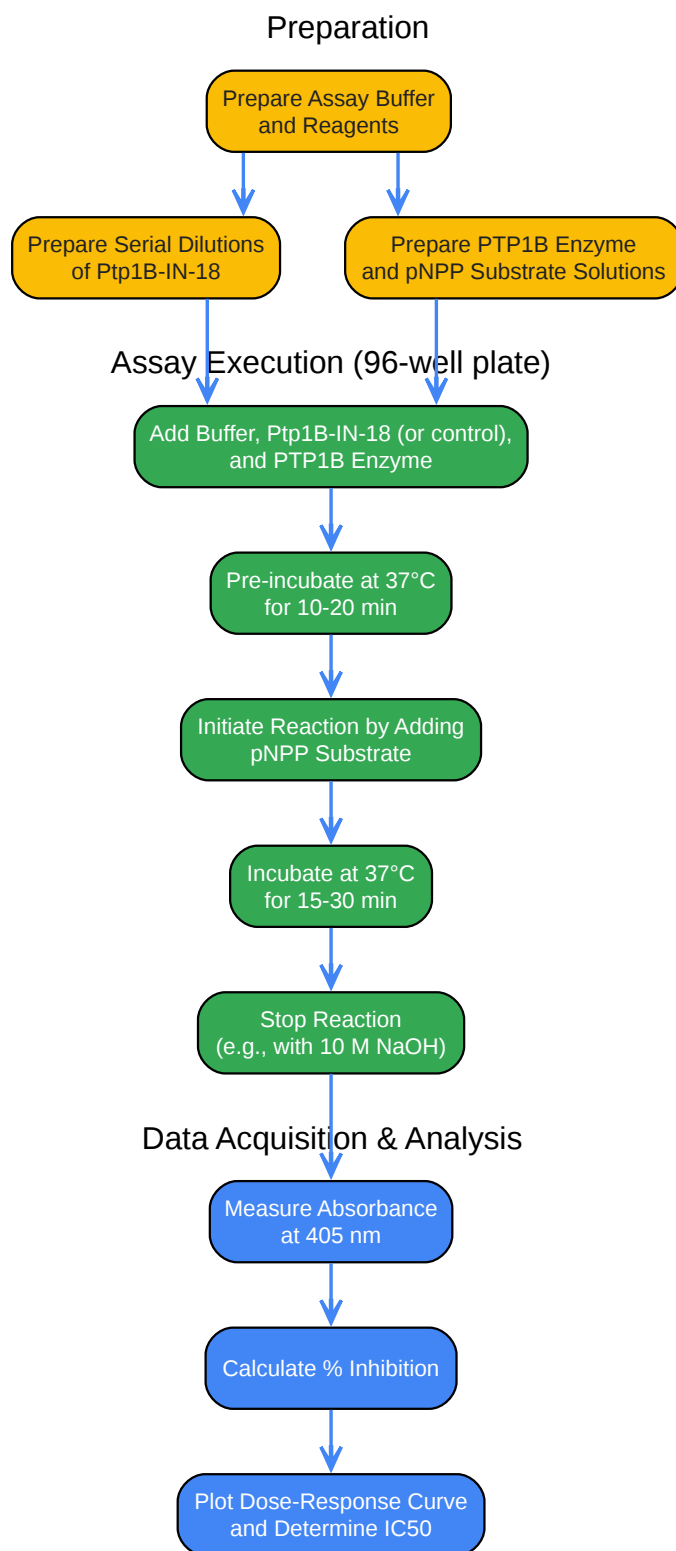 Preparation
Prepare Assay Buffer
and Reagents
Prepare Serial Dilutions
of Ptp1B-IN-18
Prepare PTP1B Enzyme
and pNPP Substrate Solutions
Assay Execution (96-well plate)
Add Buffer, Ptp1B-IN-18 (or control),
and PTP1B Enzyme
Pre-incubate at 37°C
for 10-20 min
Initiate Reaction by Adding
pNPP Substrate
Incubate at 37°C
for 15-30 min
Stop Reaction
(e.g., with 10 M NaOH)
Data Acquisition & Analysis
Measure Absorbance
at 405 nm
Calculate % Inhibition
Plot Dose-Response Curve
and Determine IC50